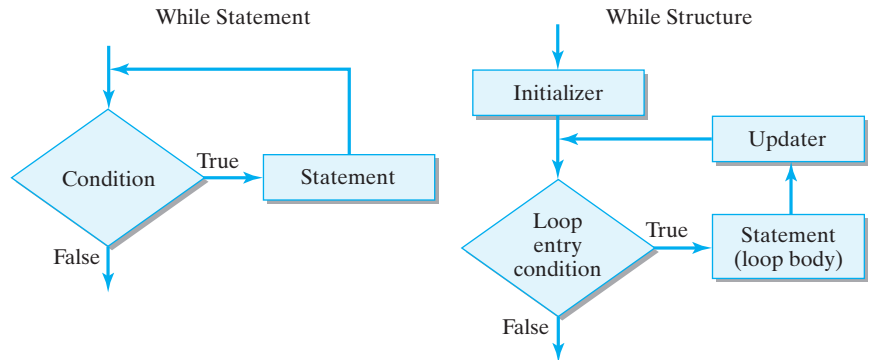 While Statement
Condition
True
Statement
False
While Structure
Initializer
Updater
Loop
entry
condition
True
Statement
(loop body)
False